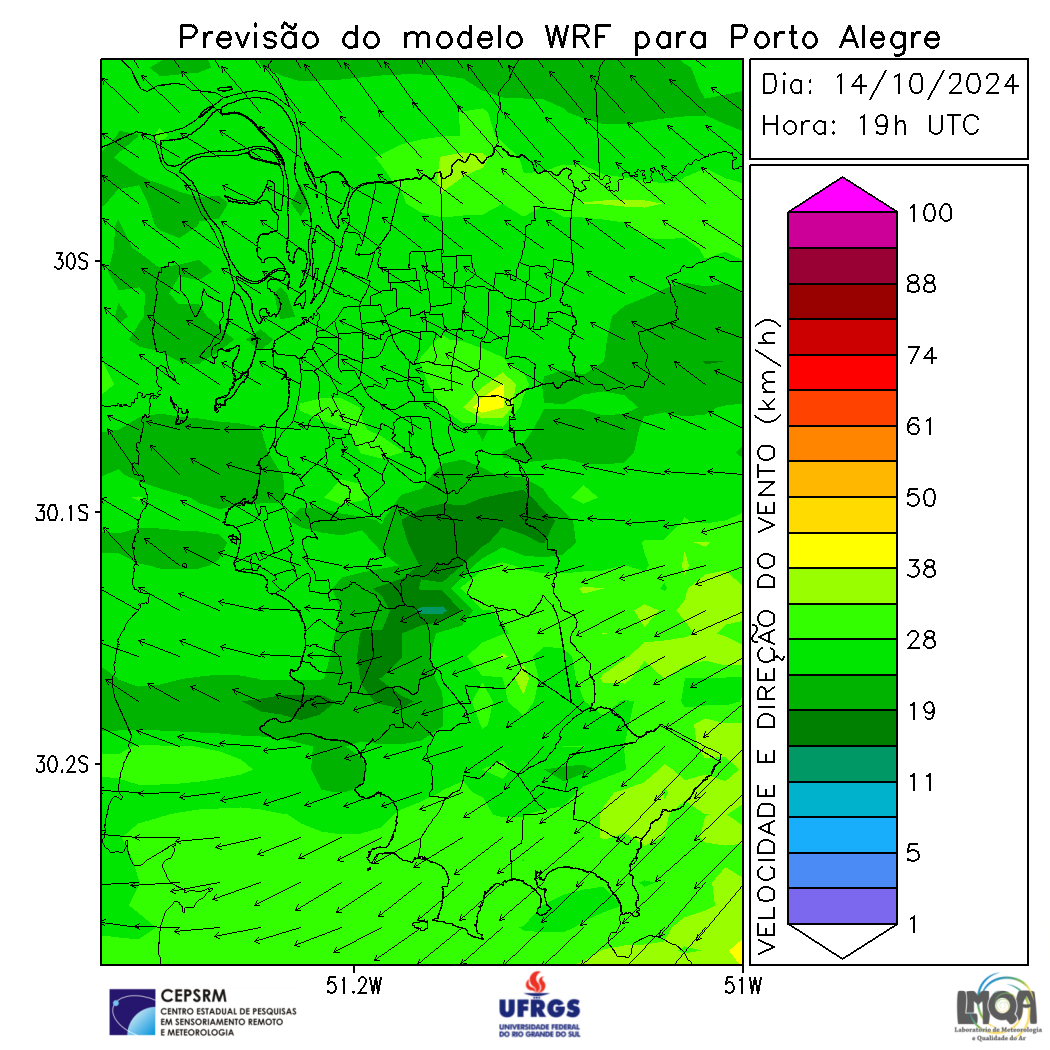 Previsão do modelo WRF para Porto Alegre
Dia: 14/10/2024
Hora: 19h UTC
30S
30.1S
30.2S
51.2W
51W
VELOCIDADE E DIREÇÃO DO VENTO (km/h)
100
88
74
61
50
38
28
19
11
5
1
CEPSRM
CENTRO ESTADUAL DE PESQUISAS
EM SENSORIAMENTO REMOTO
E METEOROLOGIA
UFRGS
UNIVERSIDADE FEDERAL
DO RIO GRANDE DO SUL
LMQA
Laboratório de Meteorologia
e Qualidade do Ar